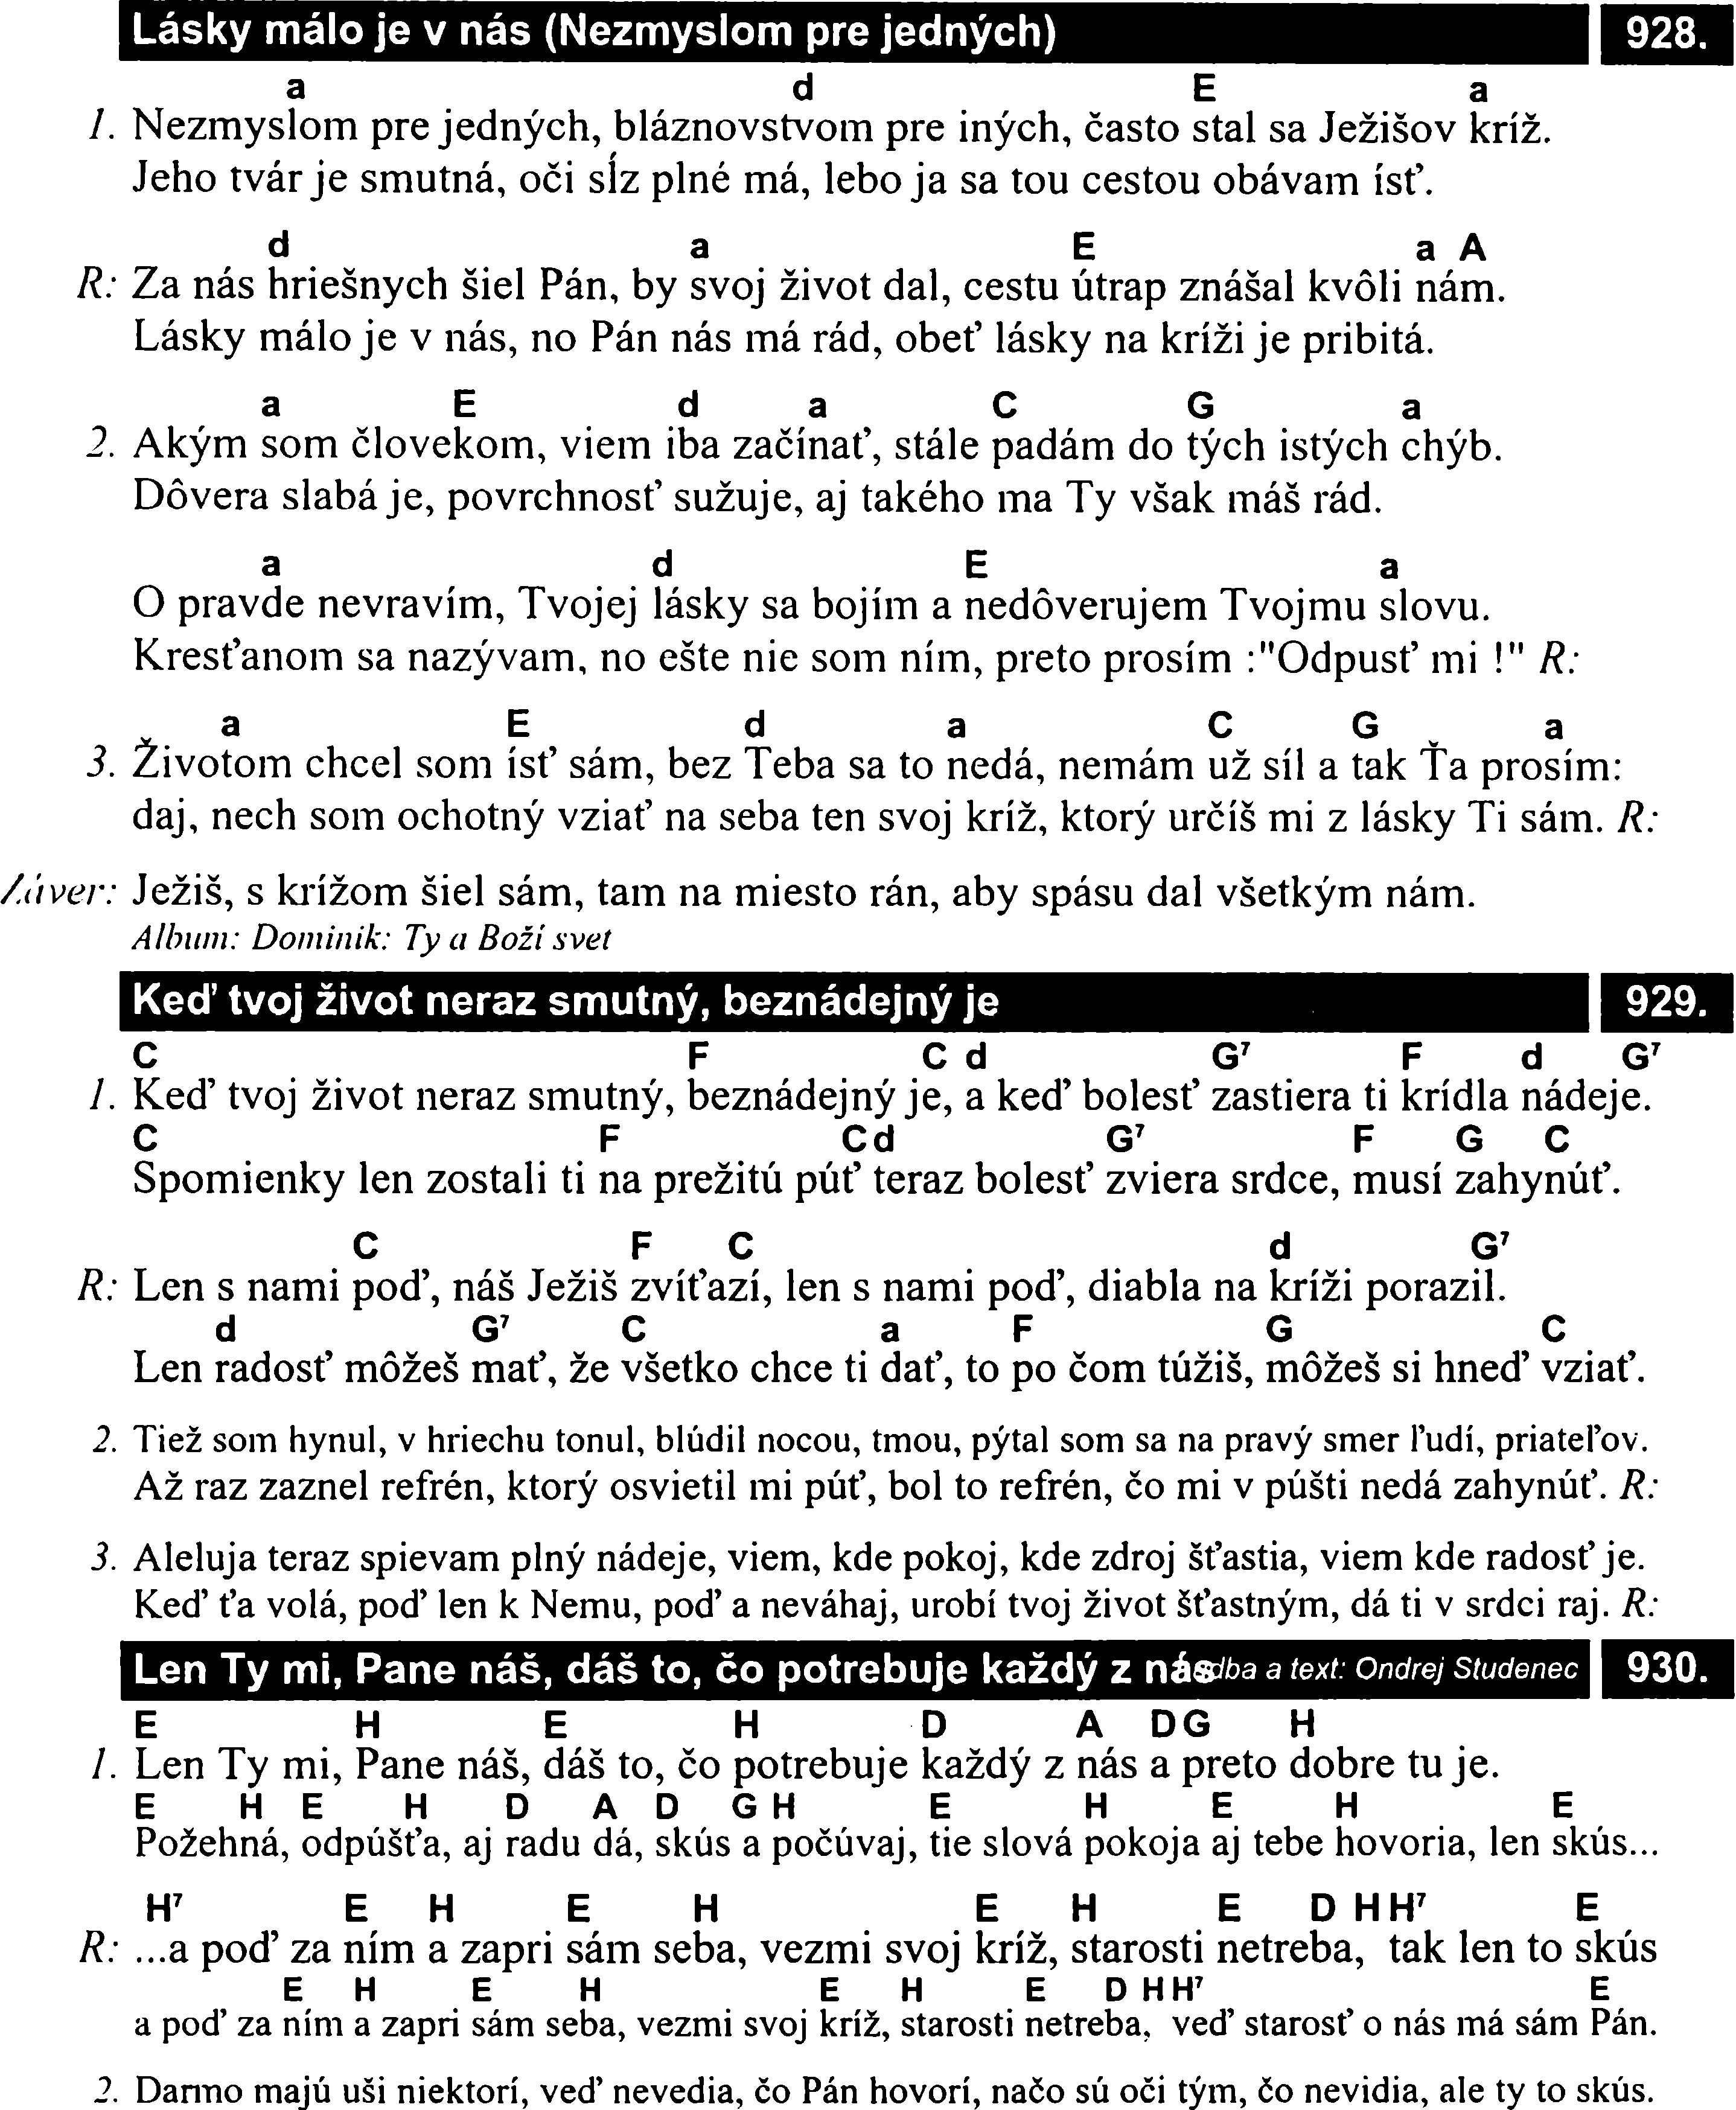 Lásky málo je v nás (Nezmyslom pre jedných) 928.
a d E a
1. Nezmyslom pre jedných, bláznovstvom pre iných, často stal sa Ježišov kríž.
Jeho tvár je smutná, oči sĺz plné má, lebo ja sa tou cestou obávam ísť.
d a E a A
R: Za nás hriešnych šiel Pán, by svoj život dal, cestu útrap znášal kvôli nám.
Lásky málo je v nás, no Pán nás má rád, obeť lásky na kríži je pribitá.
a E d a C G a
2. Akým som človekom, viem iba začínať, stále padám do tých istých chýb.
Dôvera slabá je, povrchnosť sužuje, aj takého ma Ty však máš rád.
a d E a
O pravde nevravím, Tvojej lásky sa bojím a nedôverujem Tvojmu slovu.
Kresťanom sa nazývam, no ešte nie som ním, preto prosím :"Odpusť mi !" R:
a E d a C G a
3. Životom chcel som ísť sám, bez Teba sa to nedá, nemám už síl a tak Ťa prosím:
daj, nech som ochotný vziať na seba ten svoj kríž, ktorý určíš mi z lásky Ti sám. R:
Záver: Ježiš, s krížom šiel sám, tam na miesto rán, aby spásu dal všetkým nám.
Album: Dominik: Ty a Boží svet
Keď tvoj život neraz smutný, beznádejný je 929.
C F C d G7 F d G7
1. Keď tvoj život neraz smutný, beznádejný je, a keď bolesť zastiera ti krídla nádeje.
C F C d G7 F G C
Spomienky len zostali ti na prežitú púť teraz bolesť zviera srdce, musí zahynúť.
C F C d G7
R: Len s nami poď, náš Ježiš zvíťazí, len s nami poď, diabla na kríži porazil.
d G7 C a F G C
Len radosť môžeš mať, že všetko chce ti dať, to po čom túžiš, môžeš si hneď vziať.
2. Tiež som hynul, v hriechu tonul, blúdil nocou, tmou, pýtal som sa na pravý smer ľudí, priateľov.
Až raz zaznel refrén, ktorý osvietil mi púť, bol to refrén, čo mi v púšti nedá zahynúť. R:
3. Aleluja teraz spievam plný nádeje, viem, kde pokoj, kde zdroj šťastia, viem kde radosť je.
Keď ťa volá, poď len k Nemu, poď a neváhaj, urobí tvoj život šťastným, dá ti v srdci raj. R:
Len Ty mi, Pane náš, dáš to, čo potrebuje každý z nás a text: Ondrej Studenec 930.
E H E H D A D G H
1. Len Ty mi, Pane náš, dáš to, čo potrebuje každý z nás a preto dobre tu je.
E H E H D A D G H E H E H E
Požehná, odpúšťa, aj radu dá, skús a počúvaj, tie slová pokoja aj tebe hovoria, len skús...
H7 E H E H E H E D H H7 E
R: ...a poď za ním a zapri sám seba, vezmi svoj kríž, starosti netreba, tak len to skús
E H E H E H E D H H7 E
a poď za ním a zapri sám seba, vezmi svoj kríž, starosti netreba, veď starosť o nás má sám Pán.
2. Darmo majú uši niektorí, veď nevedia, čo Pán hovorí, načo sú oči tým, čo nevidia, ale ty to skús.